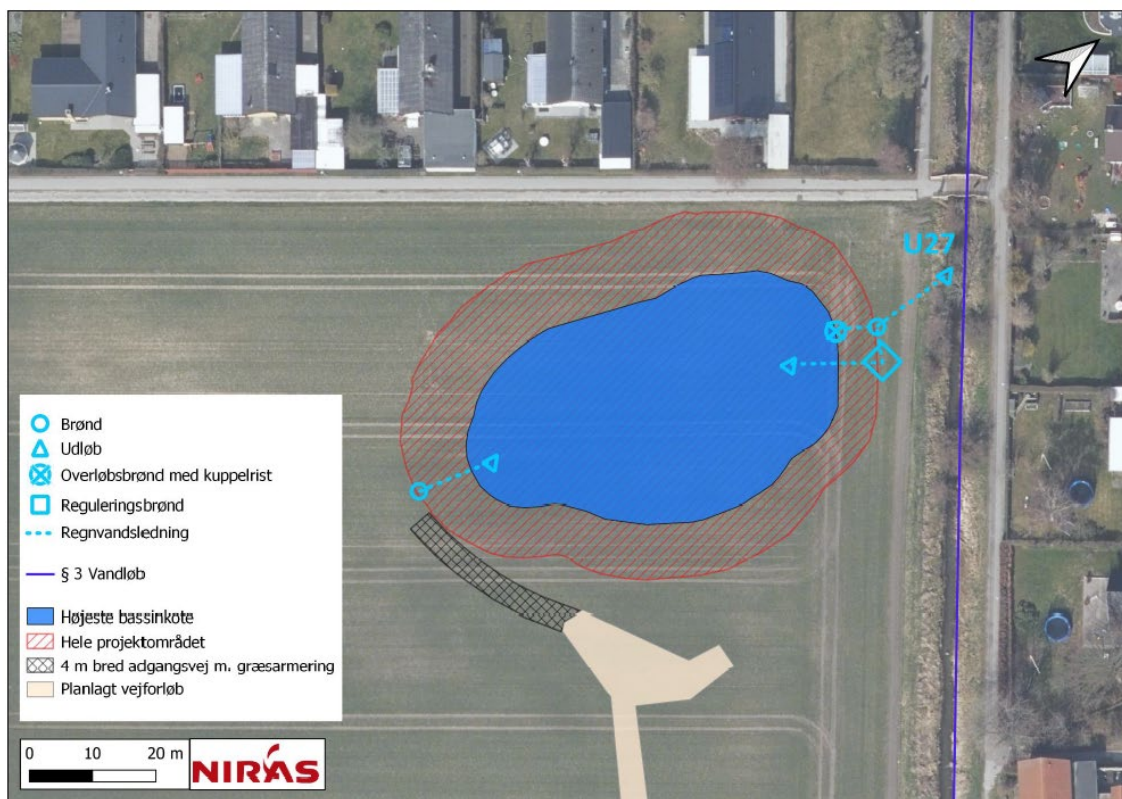 U27
Brønd
Udløb
Overløbsbrønd med kuppelrist
Reguleringsbrønd
Regnvandsledning
§ 3 Vandløb
Højeste bassinkote
Hele projektområdet
4 m bred adgangsvej m. græsarmering
Planlagt vejforløb
0 10 20 m
NIRAS